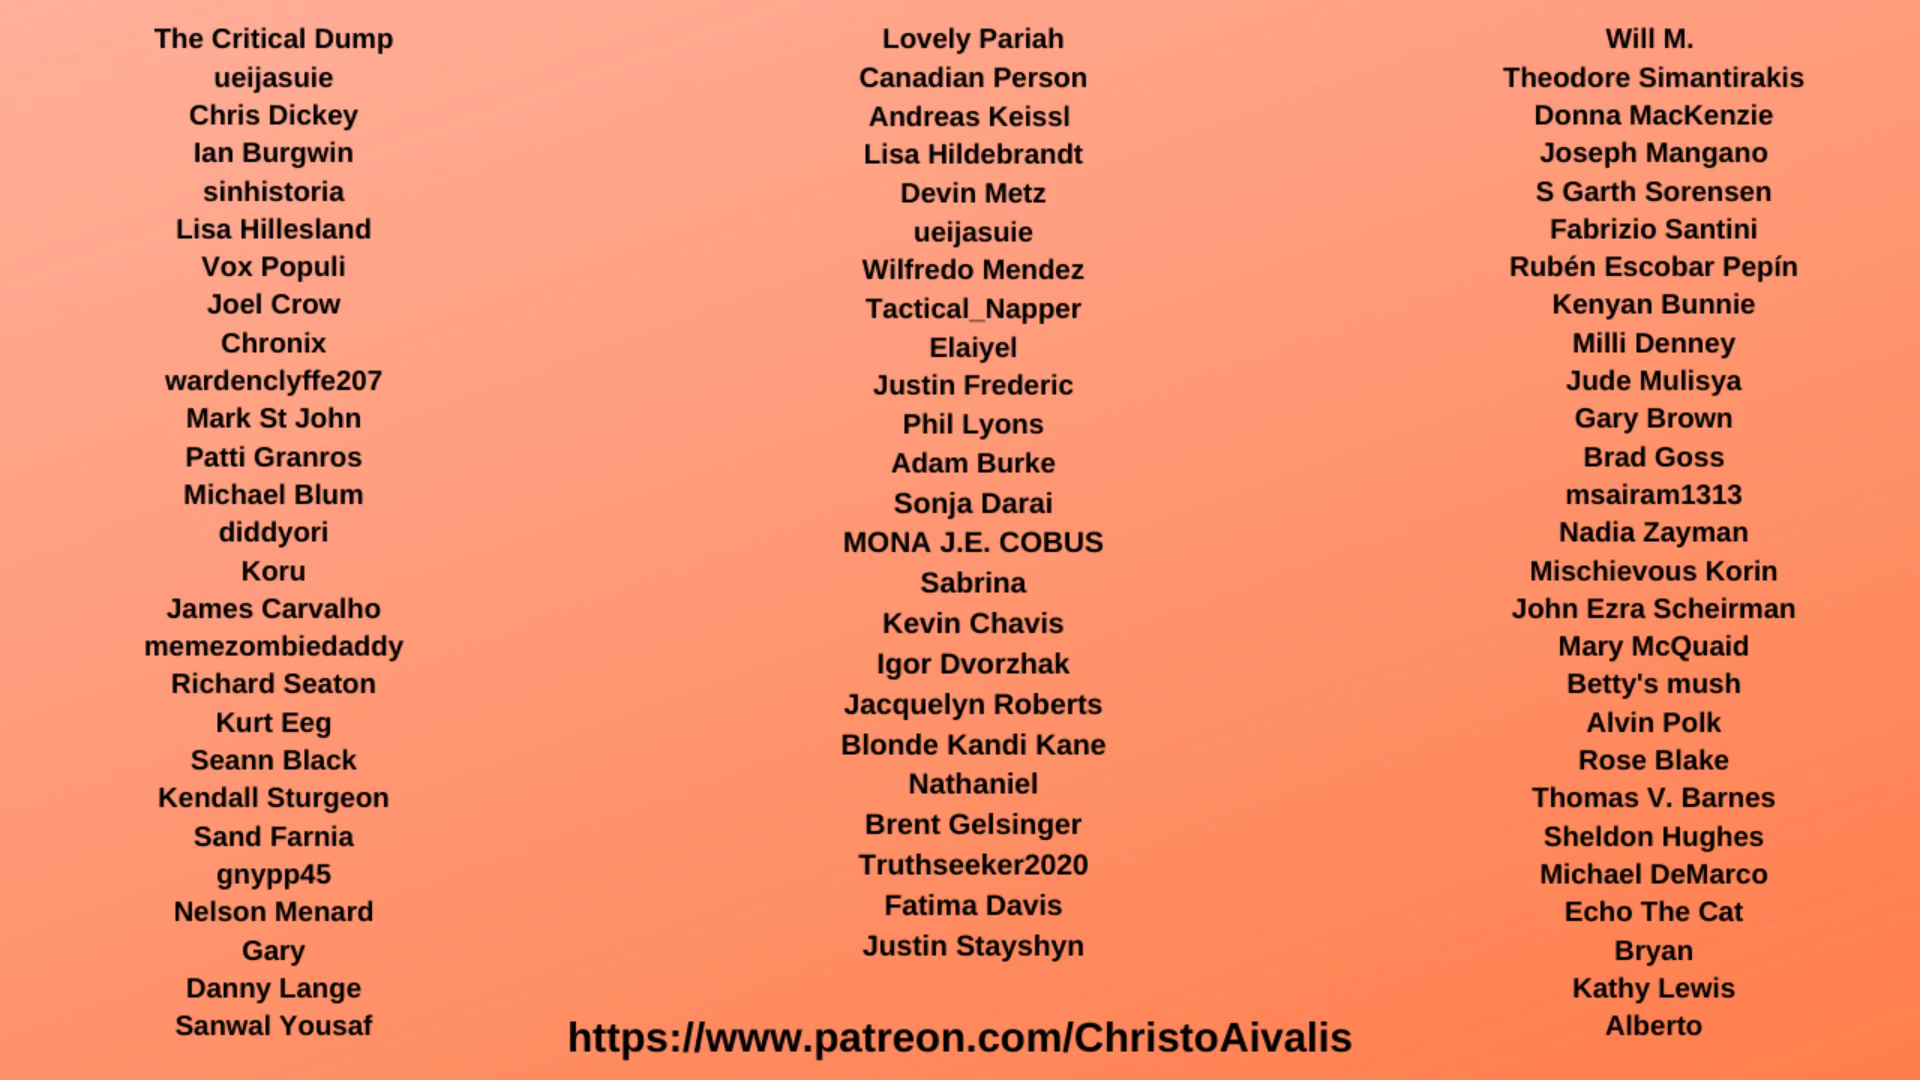 The Critical Dump
ueijasuie
Chris Dickey
Ian Burgwin
sinhistoria
Lisa Hillesland
Vox Populi
Joel Crow
Chronix
wardenclyffe207
Mark St John
Patti Granros
Michael Blum
diddyori
Koru
James Carvalho
memezombiedaddy
Richard Seaton
Kurt Eeg
Seann Black
Kendall Sturgeon
Sand Farnia
gnypp45
Nelson Menard
Gary
Danny Lange
Sanwal Yousaf
Lovely Pariah
Canadian Person
Andreas Keissl
Lisa Hildebrandt
Devin Metz
ueijasuie
Wilfredo Mendez
Tactical_Napper
Elaiyel
Justin Frederic
Phil Lyons
Adam Burke
Sonja Darai
MONA J.E. COBUS
Sabrina
Kevin Chavis
Igor Dvorzhak
Jacquelyn Roberts
Blonde Kandi Kane
Nathaniel
Brent Gelsinger
Truthseeker2020
Fatima Davis
Justin Stayshyn
Will M.
Theodore Simantirakis
Donna MacKenzie
Joseph Mangano
S Garth Sorensen
Fabrizio Santini
Rubén Escobar Pepín
Kenyan Bunnie
Milli Denney
Jude Mulisya
Gary Brown
Brad Goss
msairam1313
Nadia Zayman
Mischievous Korin
John Ezra Scheirman
Mary McQuaid
Betty's mush
Alvin Polk
Rose Blake
Thomas V. Barnes
Sheldon Hughes
Michael DeMarco
Echo The Cat
Bryan
Kathy Lewis
Alberto
https://www.patreon.com/ChristoAivalis